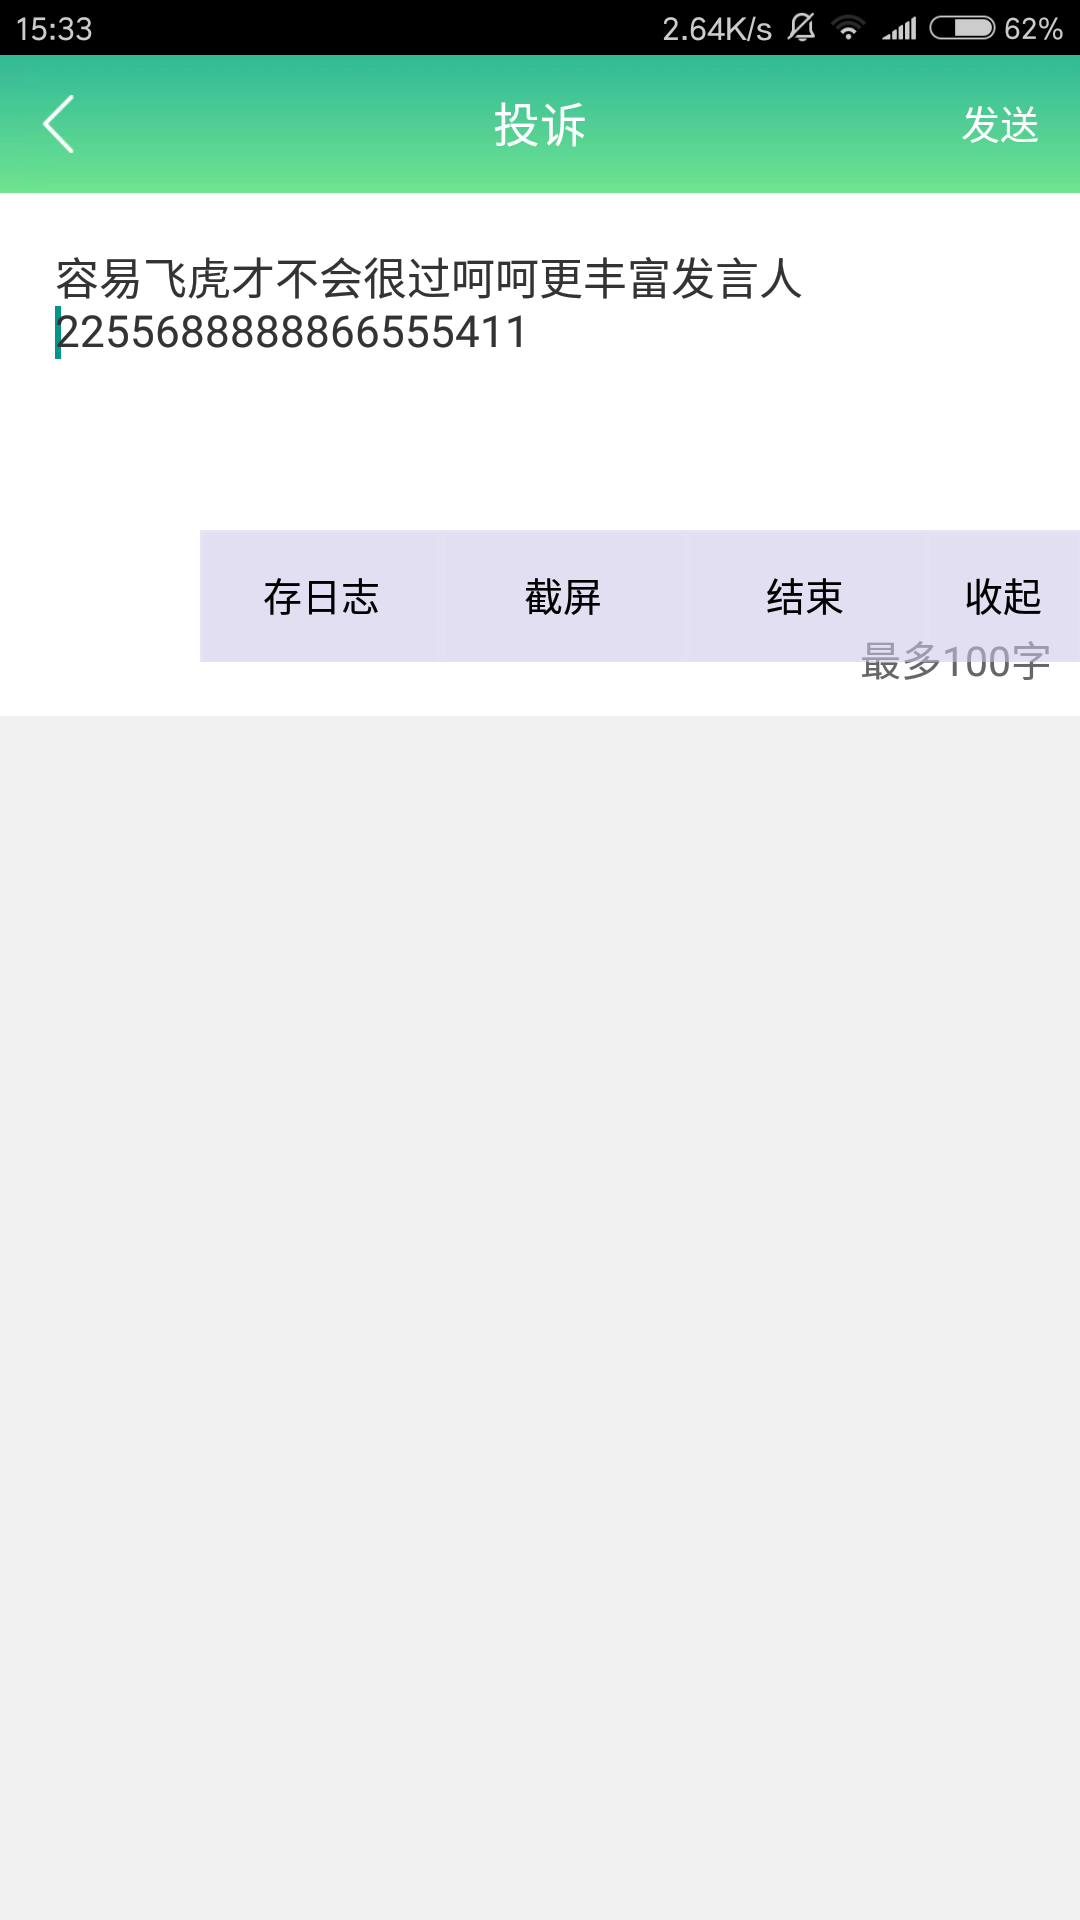 15:33 2.64K/s 62%
投诉 发送
容易飞虎才不会很过呵呵更丰富发言人
2255688888866555411
存日志 截屏 结束 收起
最多100字